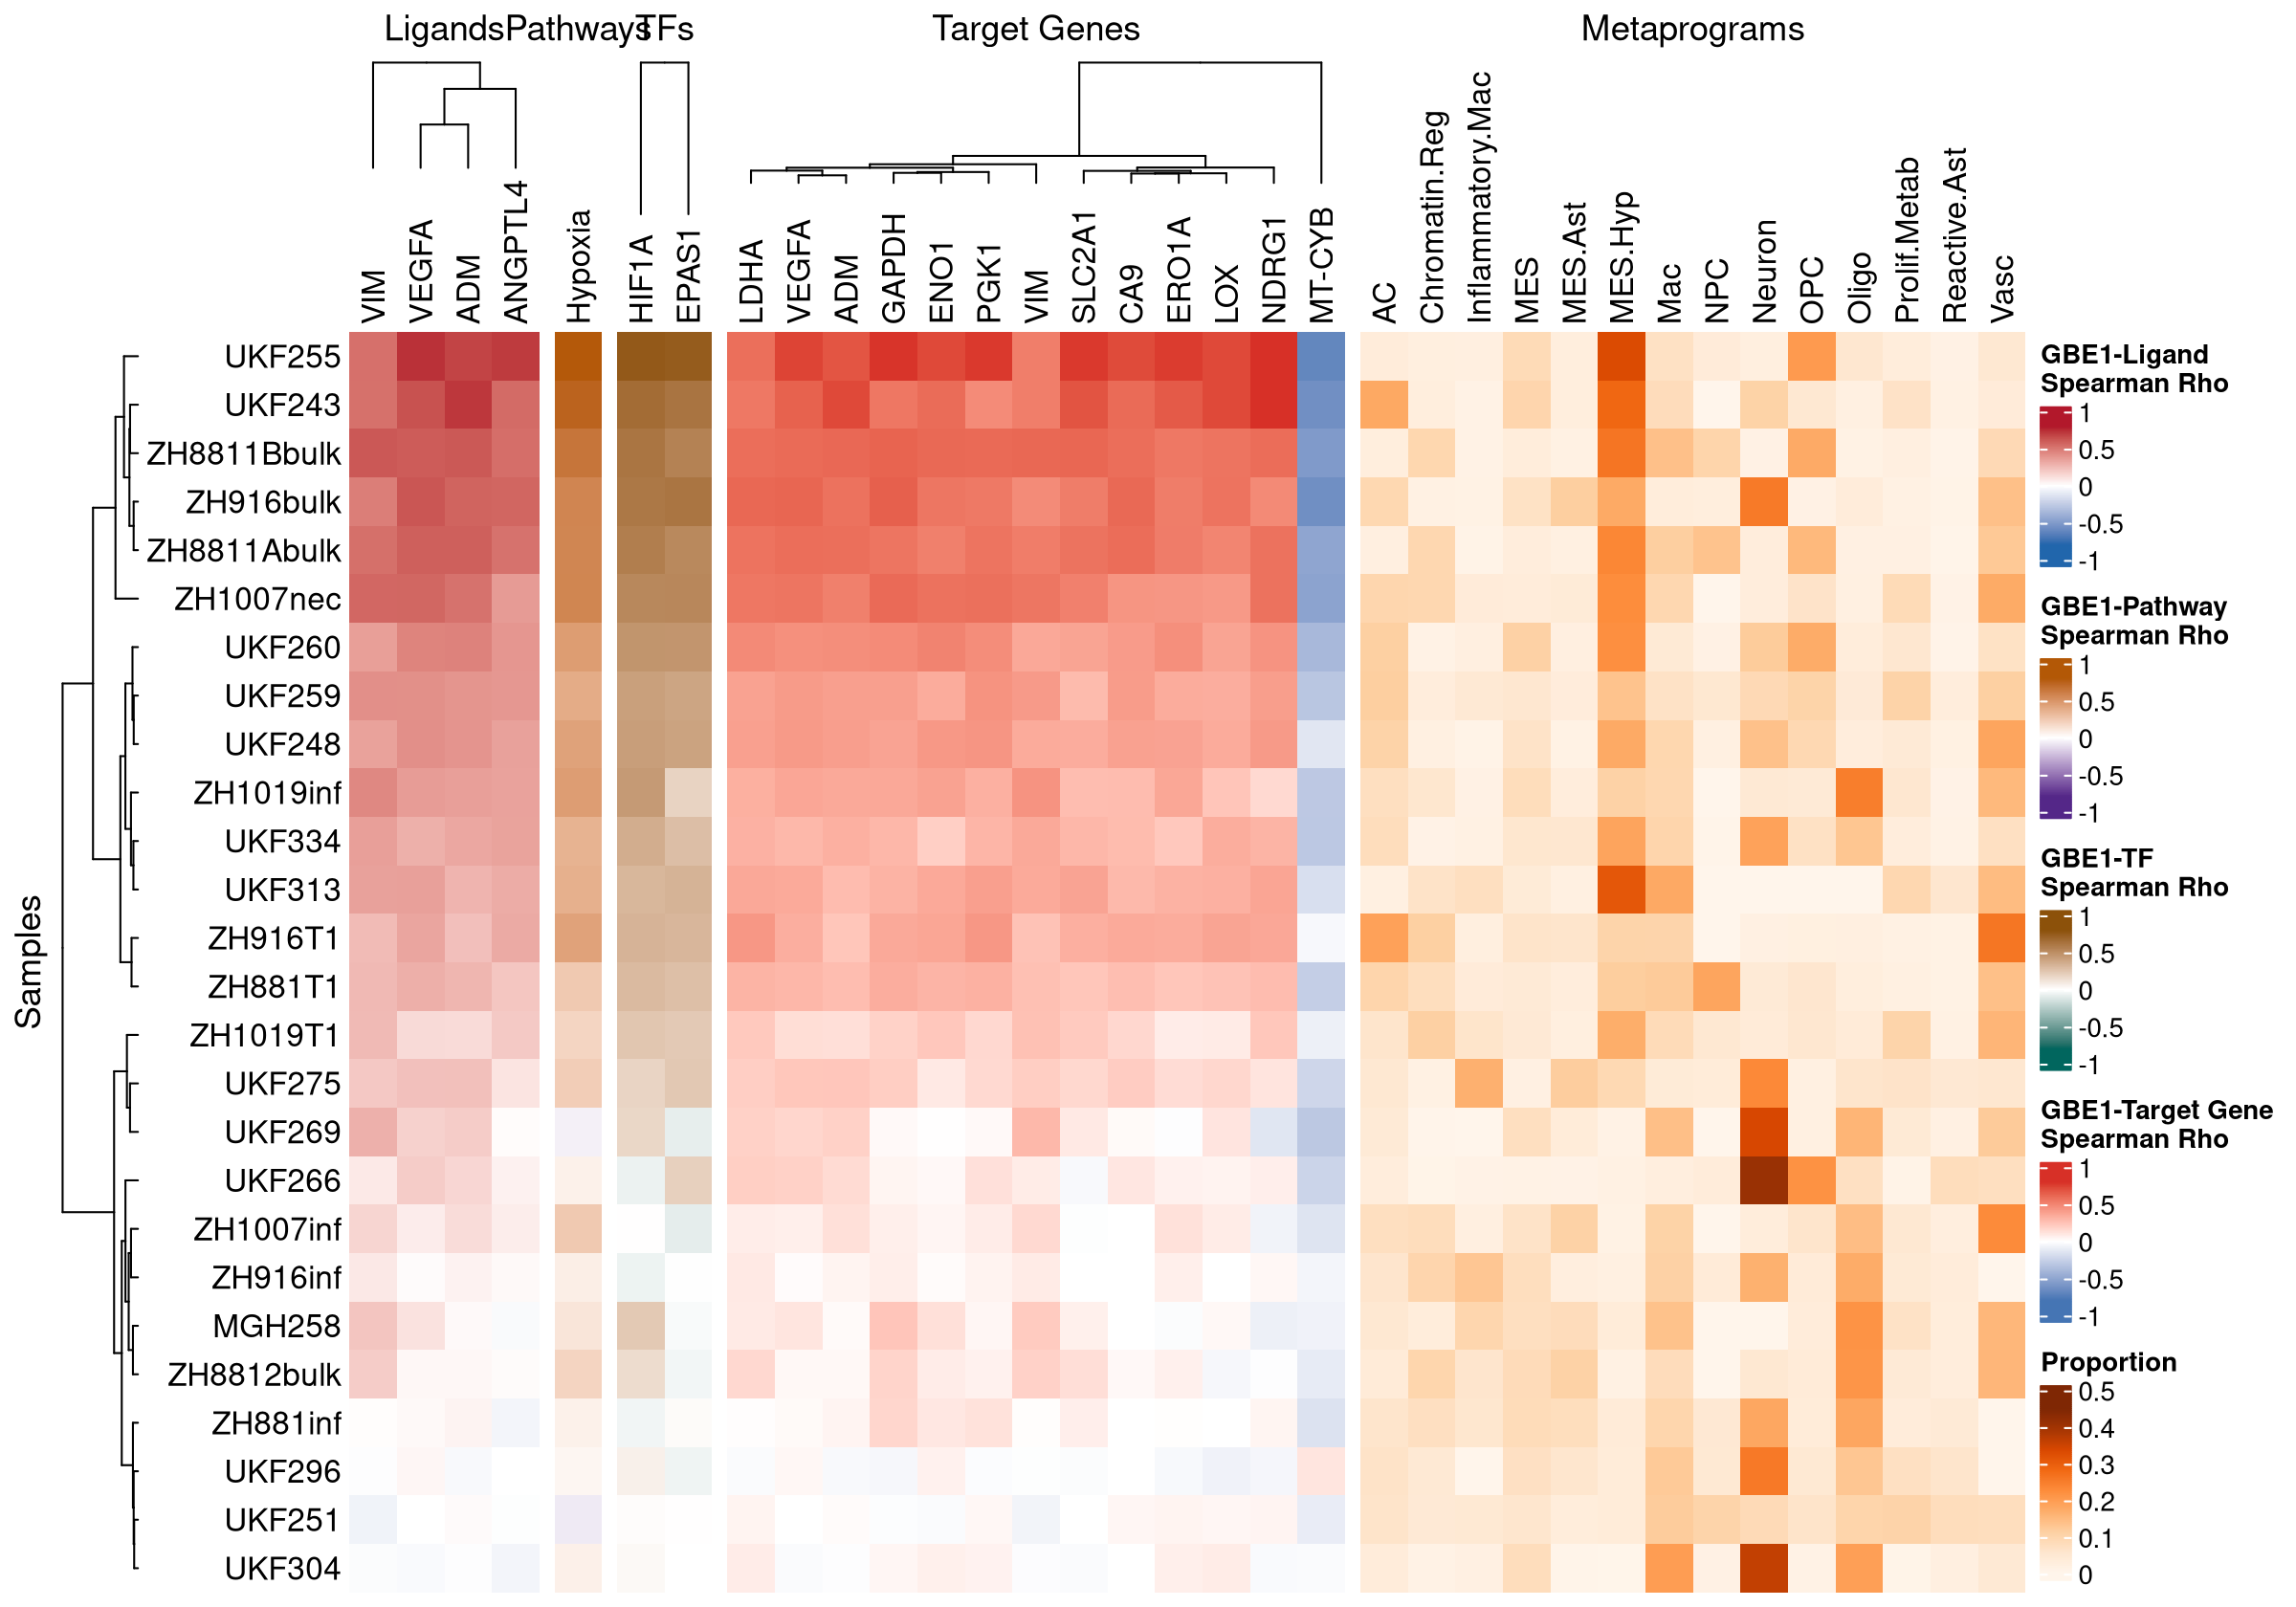 Ligands Pathways TFs Target Genes Metaprograms
VIM VEGFA ADM ANGPTL4 Hypoxia HIF1A EPAS1 LDHA VEGFA ADM GAPDH ENO1 PGK1 VIM SLC2A1 CA9 ERO1A LOX NDRG1 MT-CYB AC Chromatin.Reg Inflammatory.Mac MES MES.Ast MES.Hyp Mac NPC Neuron OPC Oligo Prolif.Metab Reactive.Ast Vasc
Samples
UKF255
UKF243
ZH8811Bbulk
ZH916bulk
ZH8811Abulk
ZH1007nec
UKF260
UKF259
UKF248
ZH1019inf
UKF334
UKF313
ZH916T1
ZH881T1
ZH1019T1
UKF275
UKF269
UKF266
ZH1007inf
ZH916inf
MGH258
ZH8812bulk
ZH881inf
UKF296
UKF251
UKF304
GBE1-Ligand
Spearman Rho
1
0.5
0
-0.5
-1
GBE1-Pathway
Spearman Rho
1
0.5
0
-0.5
-1
GBE1-TF
Spearman Rho
1
0.5
0
-0.5
-1
GBE1-Target Gene
Spearman Rho
1
0.5
0
-0.5
-1
Proportion
0.5
0.4
0.3
0.2
0.1
0